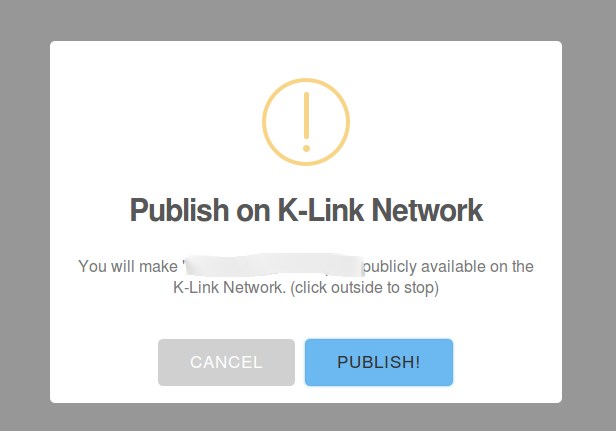 Publish on K-Link Network
You will make " publicly available on the
K-Link Network. (click outside to stop)
CANCEL
PUBLISH!